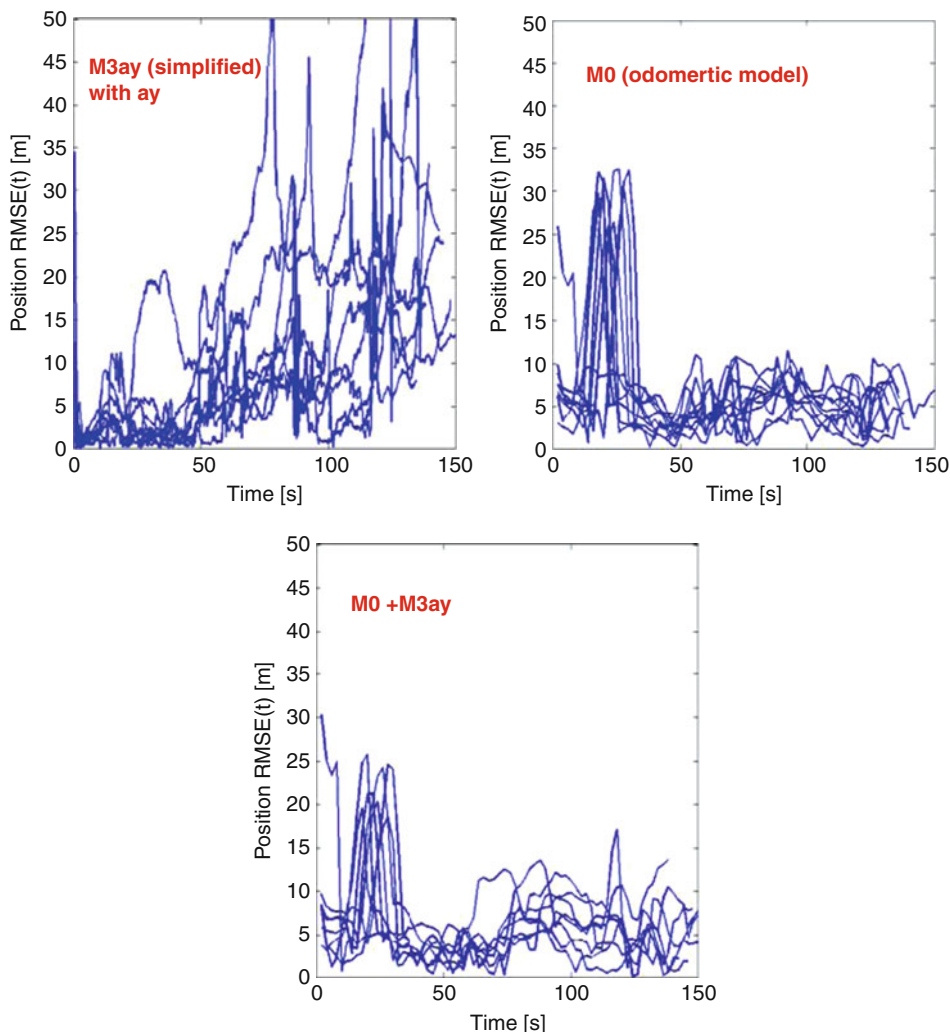 M3ay (simplified)
with ay
Position RMSE(t) [m]
50
45
40
35
30
25
20
15
10
5
0
0 50 100 150
Time [s]
M0 (odomertic model)
Position RMSE(t) [m]
50
45
40
35
30
25
20
15
10
5
0
0 50 100 150
Time [s]
M0 +M3ay
Position RMSE(t) [m]
50
45
40
35
30
25
20
15
10
5
0
0 50 100 150
Time [s]